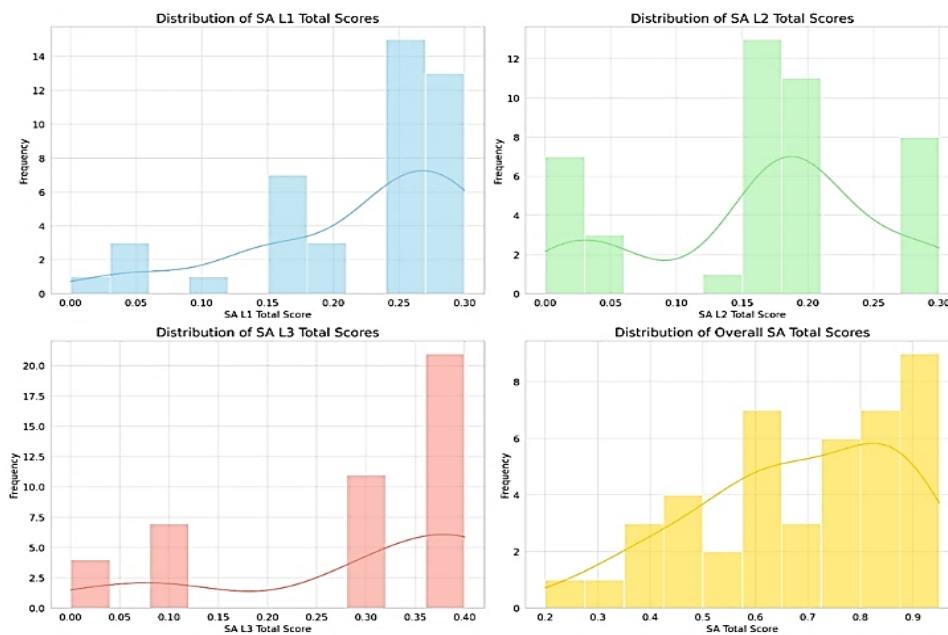 Distribution of SA L1 Total Scores
Frequency
14
12
10
8
6
4
2
0
0.00 0.05 0.10 0.15 0.20 0.25 0.30
SA L1 Total Score
Distribution of SA L2 Total Scores
Frequency
12
10
8
6
4
2
0
0.00 0.05 0.10 0.15 0.20 0.25 0.30
SA L2 Total Score
Distribution of SA L3 Total Scores
Frequency
20.0
17.5
15.0
12.5
10.0
7.5
5.0
2.5
0.0
0.00 0.05 0.10 0.15 0.20 0.25 0.30 0.35 0.40
SA L3 Total Score
Distribution of Overall SA Total Scores
Frequency
8
6
4
2
0
0.2 0.3 0.4 0.5 0.6 0.7 0.8 0.9
SA Total Score